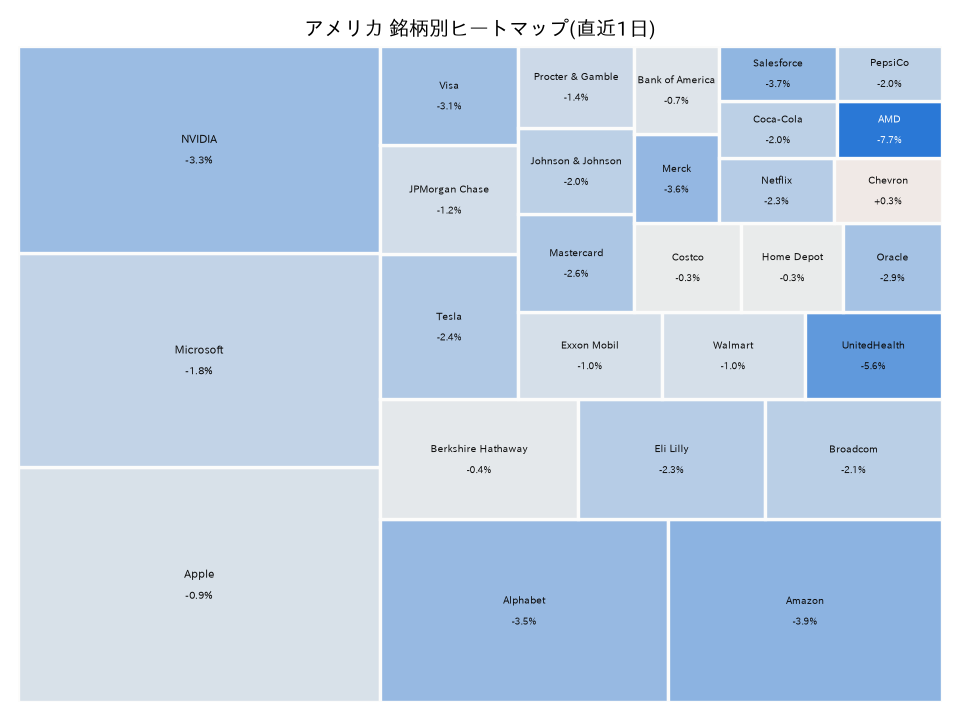 アメリカ 銘柄別ヒートマップ(直近1日)
NVIDIA
-3.3%
Microsoft
-1.8%
Apple
-0.9%
Visa
-3.1%
JPMorgan Chase
-1.2%
Tesla
-2.4%
Procter & Gamble
-1.4%
Johnson & Johnson
-2.0%
Mastercard
-2.6%
Bank of America
-0.7%
Merck
-3.6%
Salesforce
-3.7%
PepsiCo
-2.0%
Coca-Cola
-2.0%
AMD
-7.7%
Netflix
-2.3%
Chevron
+0.3%
Costco
-0.3%
Home Depot
-0.3%
Oracle
-2.9%
Exxon Mobil
-1.0%
Walmart
-1.0%
UnitedHealth
-5.6%
Berkshire Hathaway
-0.4%
Eli Lilly
-2.3%
Broadcom
-2.1%
Alphabet
-3.5%
Amazon
-3.9%